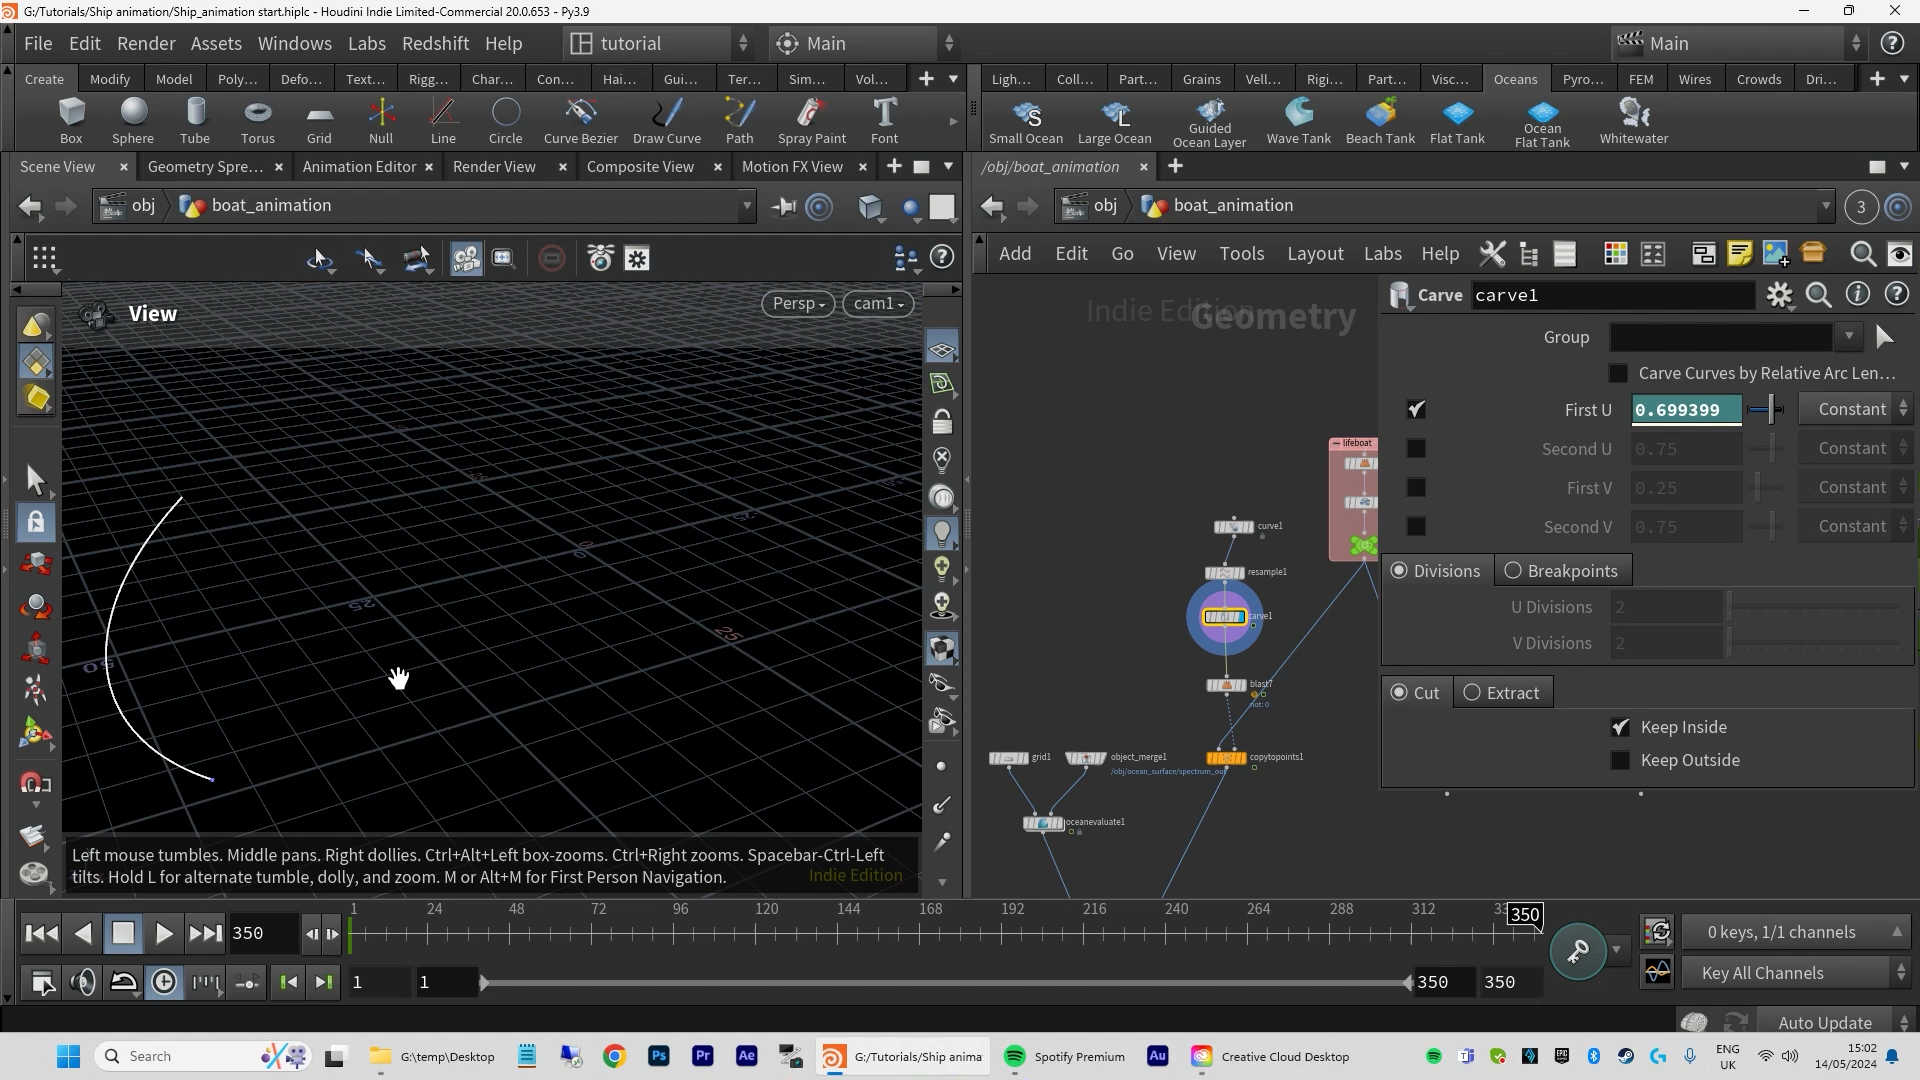 G:/Tutorials/Ship animation/Ship_animation start.hiplc - Houdini Indie Limited-Commercial 20.0.653 - Py3.9
File Edit Render Assets Windows Labs Redshift Help tutorial Main Main
Create Modify Model Poly... Defo... Text... Rigg... Char... Con... Hai... Gui... Ter... Sim... Vol...
Ligh... Coll... Part... Grains Vell... Rigi... Part... Visc... Oceans Pyro... FEM Wires Crowds Dri...
Box Sphere Tube Torus Grid Null Line Circle Curve Bezier Draw Curve Path Spray Paint Font
Small Ocean Large Ocean Guided Ocean Layer Wave Tank Beach Tank Flat Tank Ocean Flat Tank Whitewater
Scene View Geometry Spre... Animation Editor Render View Composite View Motion FX View
/obj/boat_animation
obj boat_animation
obj boat_animation 3
Add Edit Go View Tools Layout Labs Help
View
Persp cam1
Indie Edition
Geometry
Carve carve1
Group
Carve Curves by Relative Arc Len...
First U 0.699399 Constant
Second U 0.75 Constant
First V 0.25 Constant
Second V 0.75 Constant
Divisions Breakpoints
U Divisions 2
V Divisions 2
Cut Extract
Keep Inside
Keep Outside
lifeboat
curve1
resample1
carve1
blast7
not: 0
grid1 object_merge1 copytopoints1
/obj/ocean_surface/spectrum_out
oceanevaluate1
50
25
25
Left mouse tumbles. Middle pans. Right dollies. Ctrl+Alt+Left box-zooms. Ctrl+Right zooms. Spacebar-Ctrl-Left
tilts. Hold L for alternate tumble, dolly, and zoom. M or Alt+M for First Person Navigation.
Indie Edition
350 1 24 48 72 96 120 144 168 192 216 240 264 288 312 350
0 keys, 1/1 channels
1 1 350 350
Key All Channels
Auto Update
Search G:\temp\Desktop G:/Tutorials/Ship anima Spotify Premium Creative Cloud Desktop
ENG
UK
15:02
14/05/2024